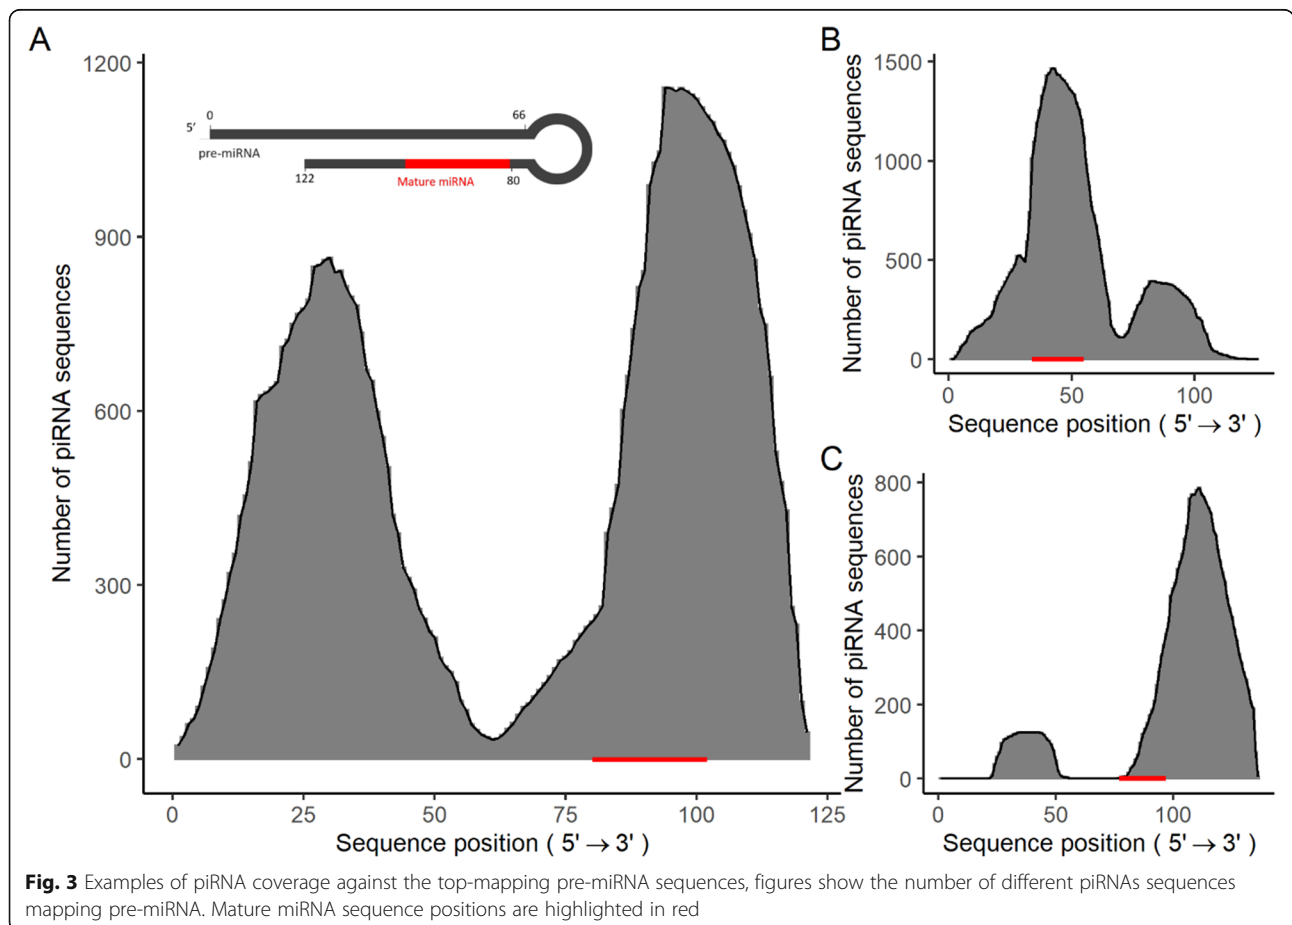 A
Number of piRNA sequences
1200
900
600
300
0
0 25 50 75 100 125
Sequence position ( 5' → 3' )
0 66
5'
pre-miRNA
122 Mature miRNA 80
B
Number of piRNA sequences
1500
1000
500
0
0 50 100
Sequence position ( 5' → 3' )
C
Number of piRNA sequences
800
600
400
200
0
0 50 100
Sequence position ( 5' → 3' )
Fig. 3 Examples of piRNA coverage against the top-mapping pre-miRNA sequences, figures show the number of different piRNAs sequences
mapping pre-miRNA. Mature miRNA sequence positions are highlighted in red